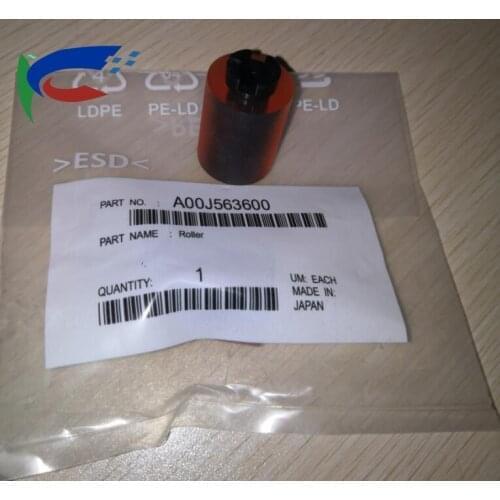 LDPE
PE-LD
PE-LD
>ESD<
PART NO. : A00J563600
PART NAME : Roller
QUANTITY: 1
UM: EACH
MADE IN:
JAPAN